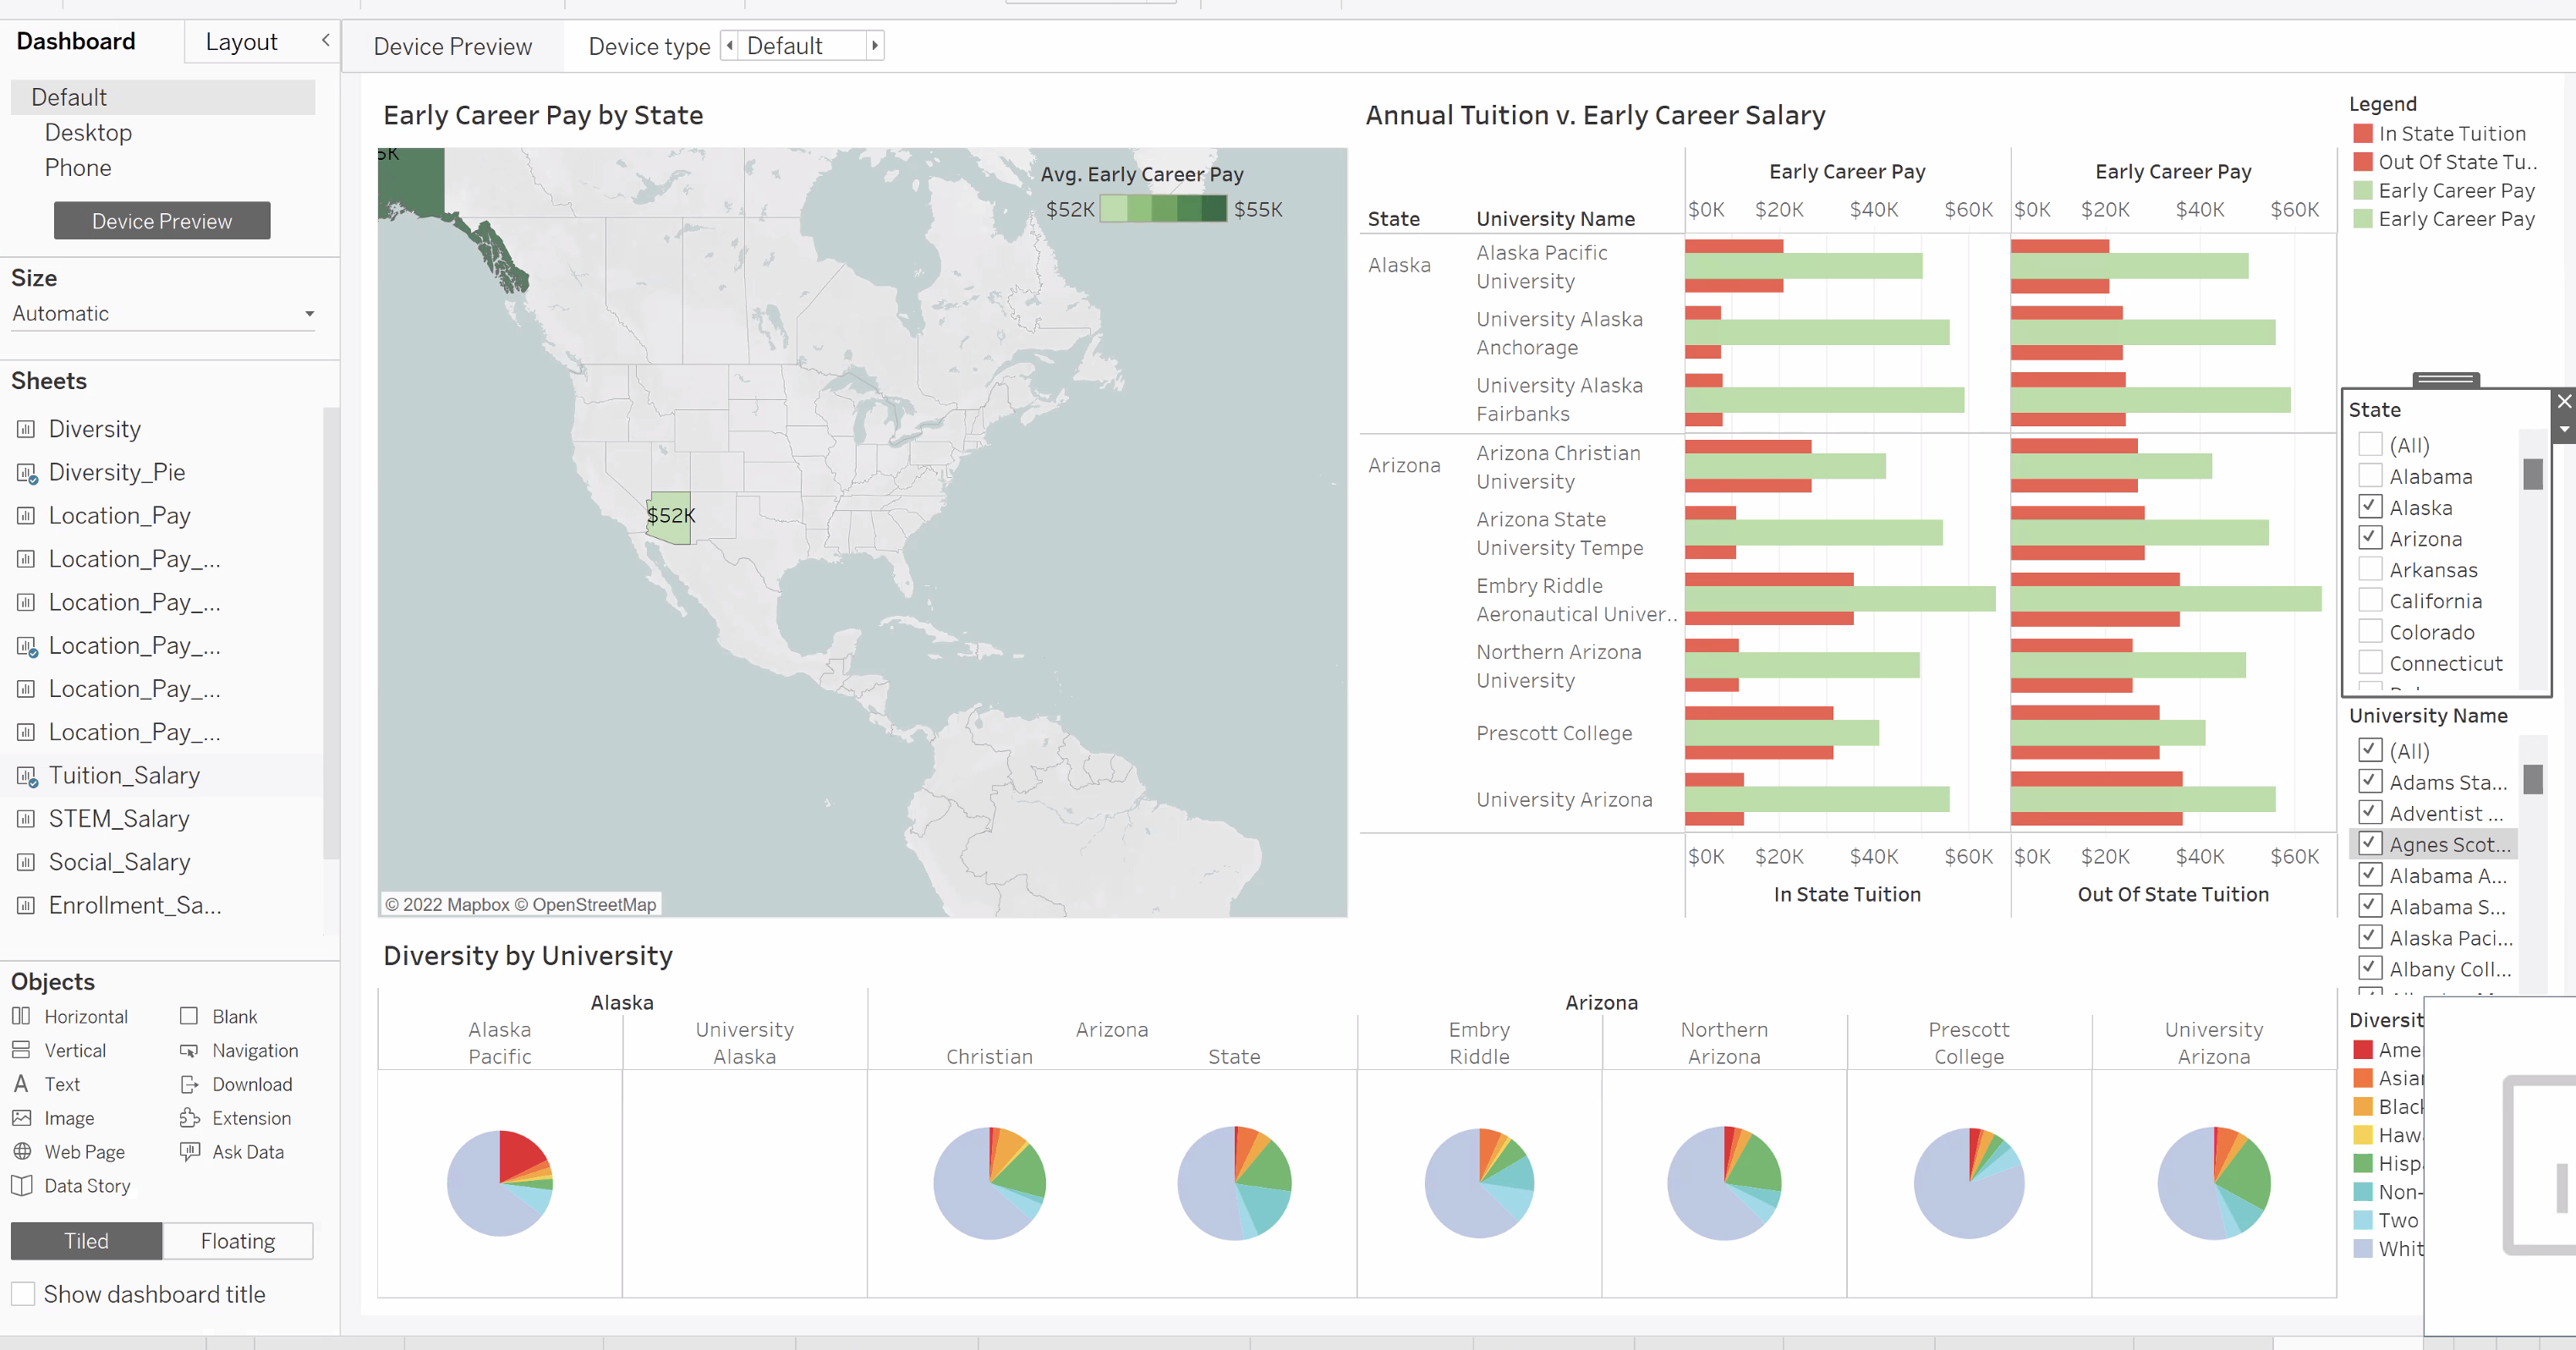 Dashboard
Layout
Default
Desktop
Phone
Device Preview
Size
Automatic
Sheets
Diversity
Diversity_Pie
Location_Pay
Location_Pay_...
Location_Pay_...
Location_Pay_...
Location_Pay_...
Location_Pay_...
Tuition_Salary
STEM_Salary
Social_Salary
Enrollment_Sa...
Objects
Horizontal
Blank
Vertical
Navigation
Text
Download
Image
Extension
Web Page
Ask Data
Data Story
Tiled
Floating
Show dashboard title
Device Preview
Device type
Default
Early Career Pay by State
5K
Avg. Early Career Pay
$52K
$55K
$52K
© 2022 Mapbox © OpenStreetMap
Annual Tuition v. Early Career Salary
Early Career Pay
Early Career Pay
State
University Name
$0K $20K $40K $60K
$0K $20K $40K $60K
Alaska
Alaska Pacific
University
University Alaska
Anchorage
University Alaska
Fairbanks
Arizona
Arizona Christian
University
Arizona State
University Tempe
Embry Riddle
Aeronautical Univer..
Northern Arizona
University
Prescott College
University Arizona
$0K $20K $40K $60K
$0K $20K $40K $60K
In State Tuition
Out Of State Tuition
Legend
In State Tuition
Out Of State Tu..
Early Career Pay
Early Career Pay
State
(All)
Alabama
Alaska
Arizona
Arkansas
California
Colorado
Connecticut
University Name
(All)
Adams Sta...
Adventist ...
Agnes Scot...
Alabama A...
Alabama S...
Alaska Paci...
Albany Coll...
Diversity by University
Alaska
Arizona
Alaska
Pacific
University
Alaska
Arizona
Christian
State
Embry
Riddle
Northern
Arizona
Prescott
College
University
Arizona
Diversit
Ame
Asia
Blac
Haw
Hisp
Non-
Two
Whit